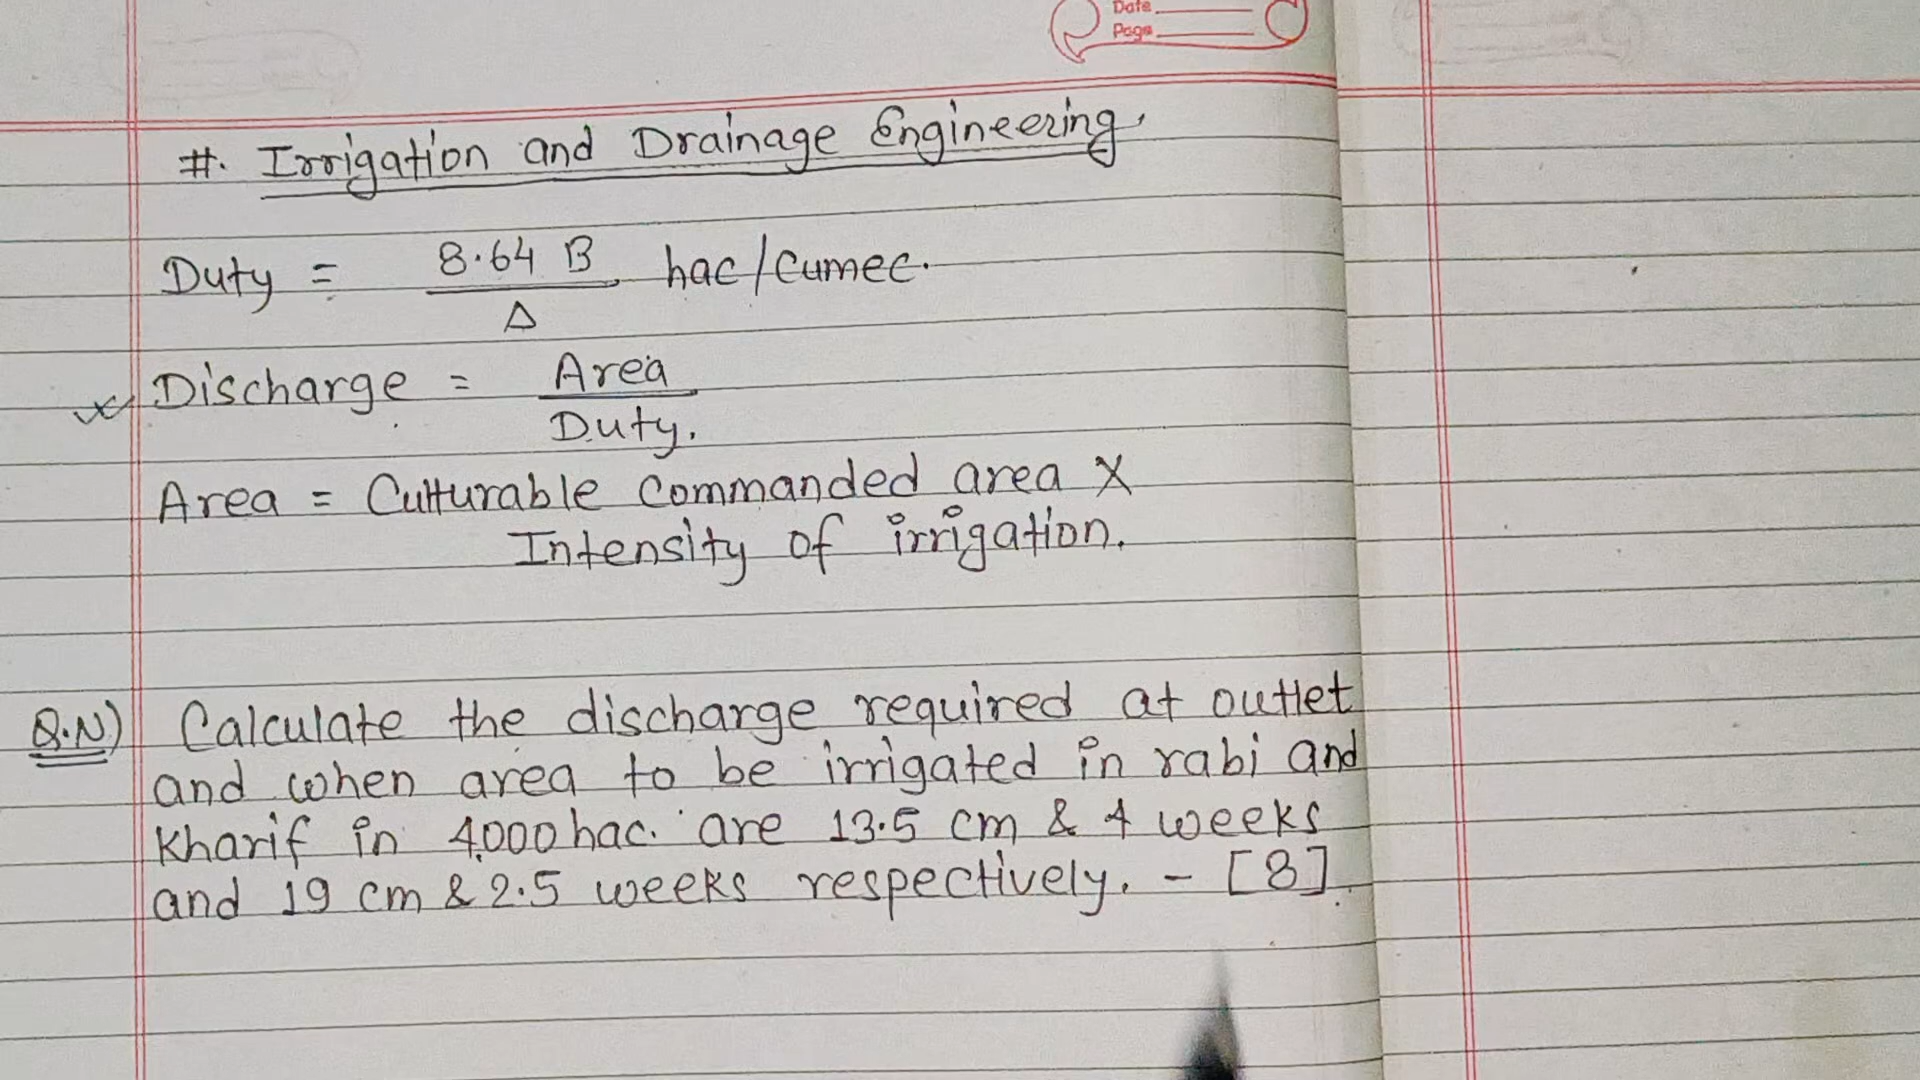 Date
Page
#. Irrigation and Drainage Engineering.
Duty = 8.64 B hac/Cumec.
Δ
Discharge = Area
Duty.
Area = Culturable Commanded area X
Intensity of irrigation.
Q.N) Calculate the discharge required at outlet
and when area to be irrigated in rabi and
Kharif in 4000 hac. are 13.5 cm & 4 weeks
and 19 cm & 2.5 weeks respectively. - [8]